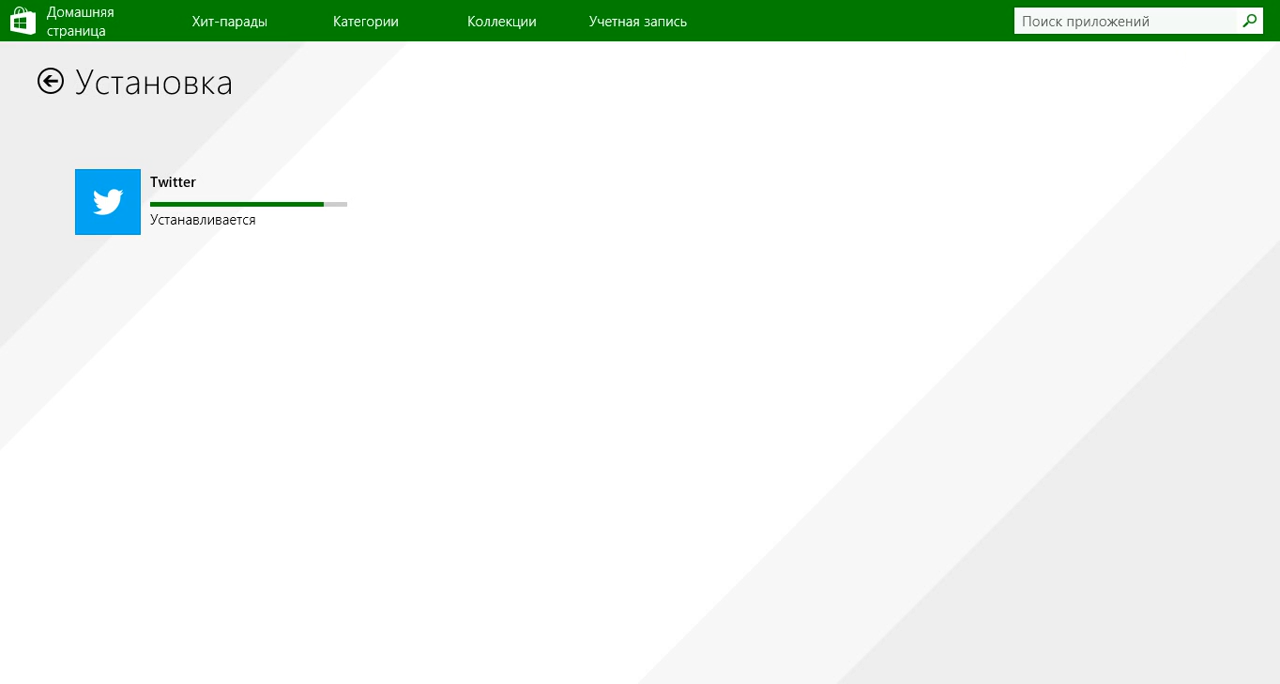 Домашняя
страница
Хит-парады
Категории
Коллекции
Учетная запись
Поиск приложений
Установка
Twitter
Устанавливается